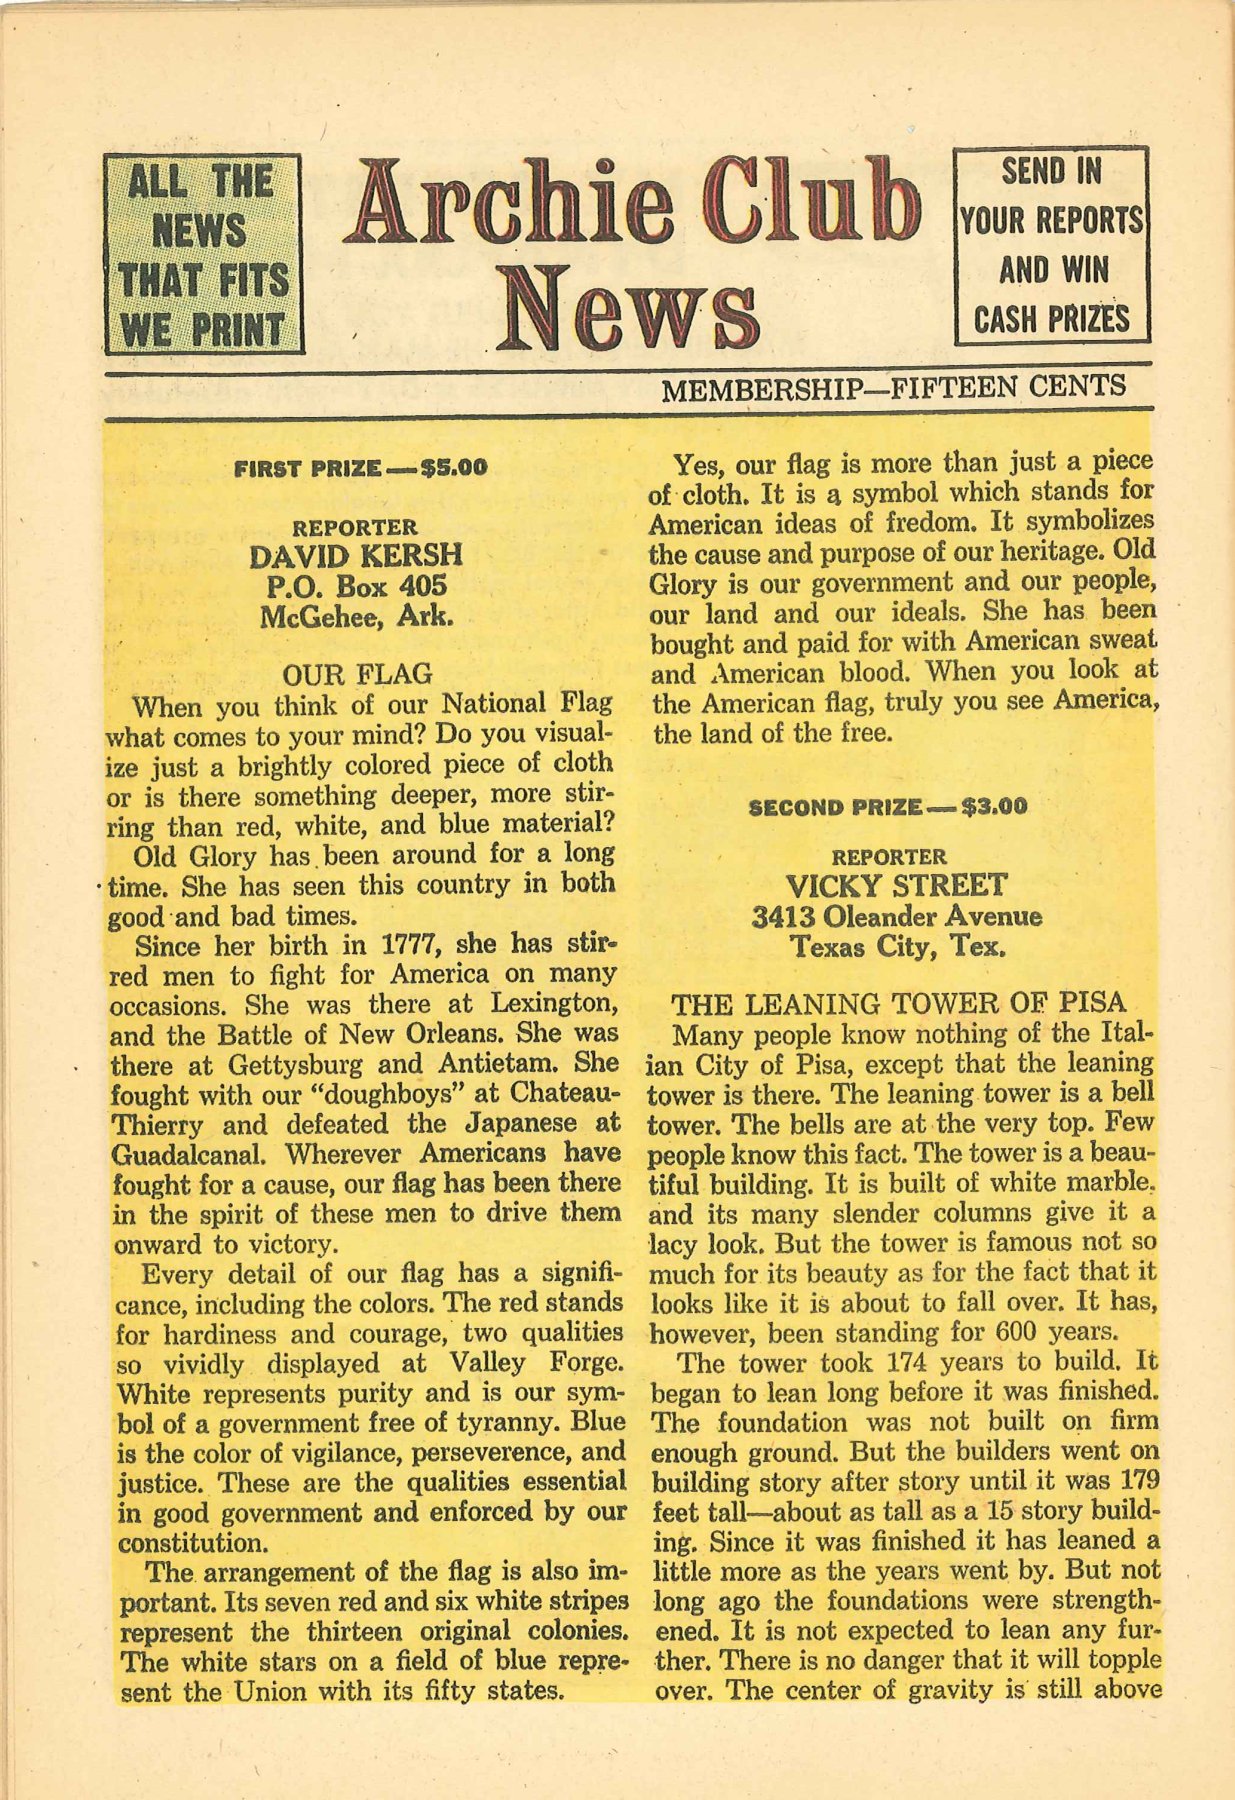 ALL THE
NEWS
THAT FITS
WE PRINT
Archie Club
News
SEND IN
YOUR REPORTS
AND WIN
CASH PRIZES
MEMBERSHIP—FIFTEEN CENTS
FIRST PRIZE—$5.00
REPORTER
DAVID KERSH
P.O. Box 405
McGehee, Ark.
OUR FLAG
When you think of our National Flag
what comes to your mind? Do you visual-
ize just a brightly colored piece of cloth
or is there something deeper, more stir-
ring than red, white, and blue material?
Old Glory has been around for a long
time. She has seen this country in both
good and bad times.
Since her birth in 1777, she has stir-
red men to fight for America on many
occasions. She was there at Lexington,
and the Battle of New Orleans. She was
there at Gettysburg and Antietam. She
fought with our "doughboys" at Chateau-
Thierry and defeated the Japanese at
Guadalcanal. Wherever Americans have
fought for a cause, our flag has been there
in the spirit of these men to drive them
onward to victory.
Every detail of our flag has a signifi-
cance, including the colors. The red stands
for hardiness and courage, two qualities
so vividly displayed at Valley Forge.
White represents purity and is our sym-
bol of a government free of tyranny. Blue
is the color of vigilance, perseverence, and
justice. These are the qualities essential
in good government and enforced by our
constitution.
The arrangement of the flag is also im-
portant. Its seven red and six white stripes
represent the thirteen original colonies.
The white stars on a field of blue repre-
sent the Union with its fifty states.
Yes, our flag is more than just a piece
of cloth. It is a symbol which stands for
American ideas of fredom. It symbolizes
the cause and purpose of our heritage. Old
Glory is our government and our people,
our land and our ideals. She has been
bought and paid for with American sweat
and American blood. When you look at
the American flag, truly you see America,
the land of the free.
SECOND PRIZE—$3.00
REPORTER
VICKY STREET
3413 Oleander Avenue
Texas City, Tex.
THE LEANING TOWER OF PISA
Many people know nothing of the Ital-
ian City of Pisa, except that the leaning
tower is there. The leaning tower is a bell
tower. The bells are at the very top. Few
people know this fact. The tower is a beau-
tiful building. It is built of white marble.
and its many slender columns give it a
lacy look. But the tower is famous not so
much for its beauty as for the fact that it
looks like it is about to fall over. It has,
however, been standing for 600 years.
The tower took 174 years to build. It
began to lean long before it was finished.
The foundation was not built on firm
enough ground. But the builders went on
building story after story until it was 179
feet tall—about as tall as a 15 story build-
ing. Since it was finished it has leaned a
little more as the years went by. But not
long ago the foundations were strength-
ened. It is not expected to lean any fur-
ther. There is no danger that it will topple
over. The center of gravity is still above